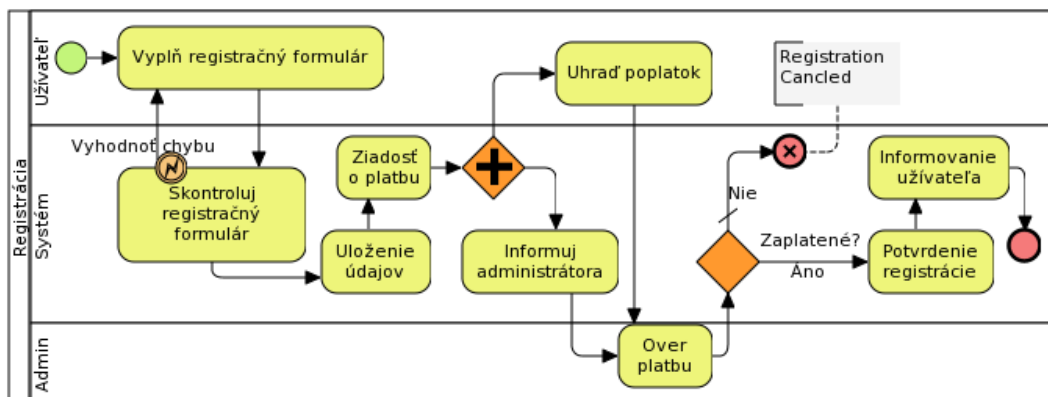 Registrácia
Užívateľ
Vyplň registračný formulár
Uhraď poplatok
Registration
Cancled
Systém
Vyhodnoť chybu
Skontroluj
registračný
formulár
Uloženie
údajov
Ziadosť
o platbu
Informuj
administrátora
Nie
Zaplatené?
Áno
Potvrdenie
registrácie
Informovanie
užívateľa
Admin
Over
platbu